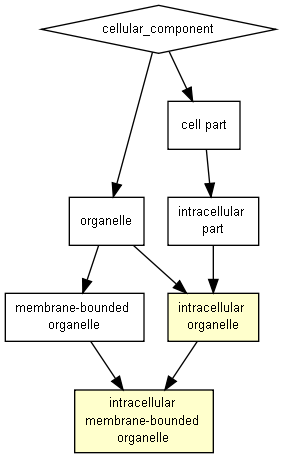 cellular_component
cell part
organelle
intracellular
part
membrane-bounded
organelle
intracellular
organelle
intracellular
membrane-bounded
organelle